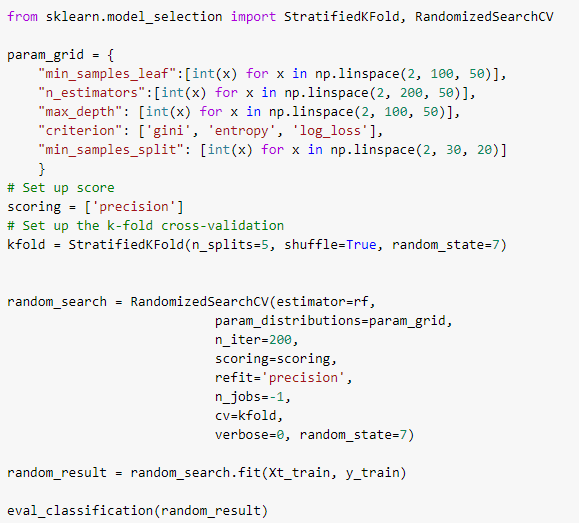 from sklearn.model_selection import StratifiedKFold, RandomizedSearchCV
param_grid = {
    "min_samples_leaf":[int(x) for x in np.linspace(2, 100, 50)],
    "n_estimators":[int(x) for x in np.linspace(2, 200, 50)],
    "max_depth": [int(x) for x in np.linspace(2, 100, 50)],
    "criterion": ['gini', 'entropy', 'log_loss'],
    "min_samples_split": [int(x) for x in np.linspace(2, 30, 20)]
    }
# Set up score
scoring = ['precision']
# Set up the k-fold cross-validation
kfold = StratifiedKFold(n_splits=5, shuffle=True, random_state=7)
random_search = RandomizedSearchCV(estimator=rf,
                           param_distributions=param_grid,
                           n_iter=200,
                           scoring=scoring,
                           refit='precision',
                           n_jobs=-1,
                           cv=kfold,
                           verbose=0, random_state=7)
random_result = random_search.fit(Xt_train, y_train)
eval_classification(random_result)